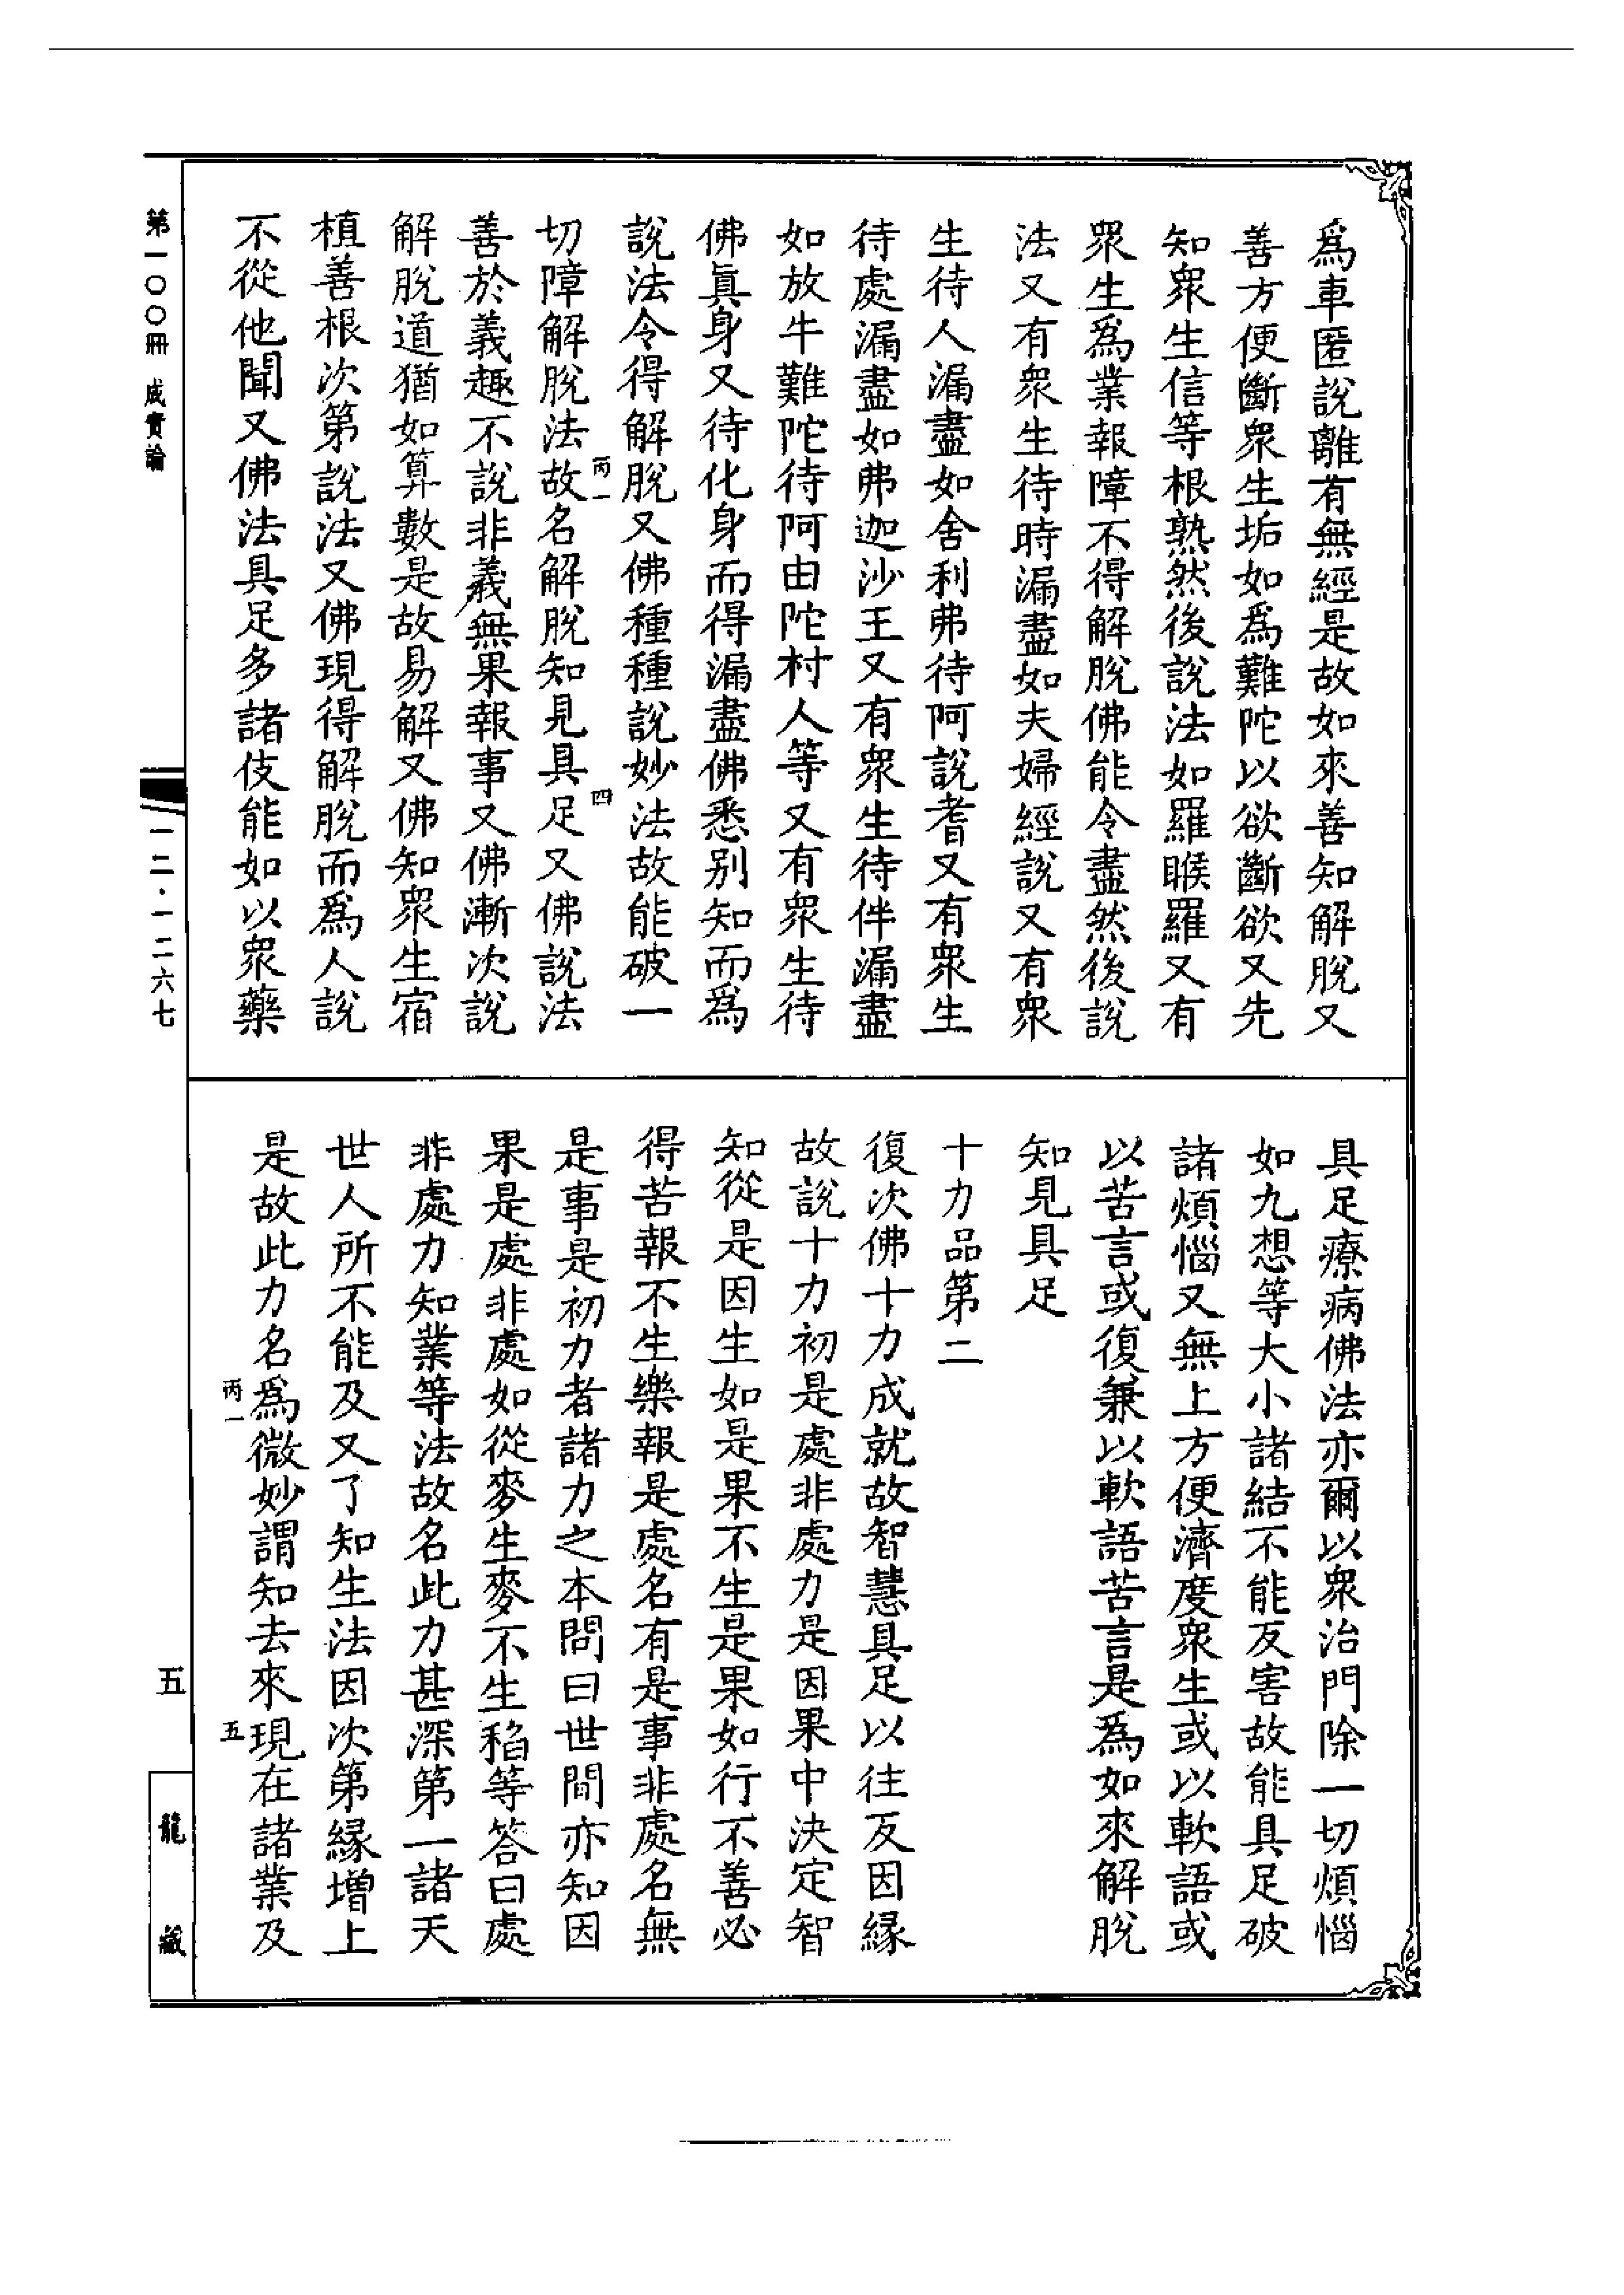 爲車匿說離有無經是故如來善知解脫又
善方便斷衆生垢如爲難陀以欲斷欲又先
知衆生信等根熟然後說法如羅睺羅又有
衆生爲業報障不得解脫佛能令盡然後說
法又有衆生待時漏盡如夫婦經說又有衆
生待人漏盡如舍利弗待阿說耆又有衆生
待處漏盡如弗迦沙王又有衆生待伴漏盡
如放牛難陀待阿由陀村人等又有衆生待
佛眞身又待化身而得漏盡佛悉别知而爲
說法令得解脫又佛種種說妙法故能破一
丙一 四
切障解脫法故名解脫知見具足又佛說法
善於義趣不說非義無果報事又佛漸次說
解脫道猶如算數是故易解又佛知衆生宿
植善根次第說法又佛現得解脫而爲人說
不從他聞又佛法具足多諸伎能如以衆藥
具足療病佛法亦爾以衆治門除一切煩惱
如九想等大小諸結不能反害故能具足破
諸煩惱又無上方便濟度衆生或以軟語或
以苦言或復兼以軟語苦言是爲如來解脫
知見具足
十力品第二
復次佛十力成就故智慧具足以往反因緣
故說十力初是處非處力是因果中決定智
知從是因生如是果不生是果如行不善必
得苦報不生樂報是處名有是事非處名無
是事是初力者諸力之本問曰世間亦知因
果是處非處如從麥生麥不生稻等答曰處
非處力知業等法故名此力甚深第一諸天
世人所不能及又了知生法因次第緣增上
是故此力名爲微妙謂知去來現在諸業及
丙一 五
第一〇〇冊 成實論
一二·一二六七
五
龍藏